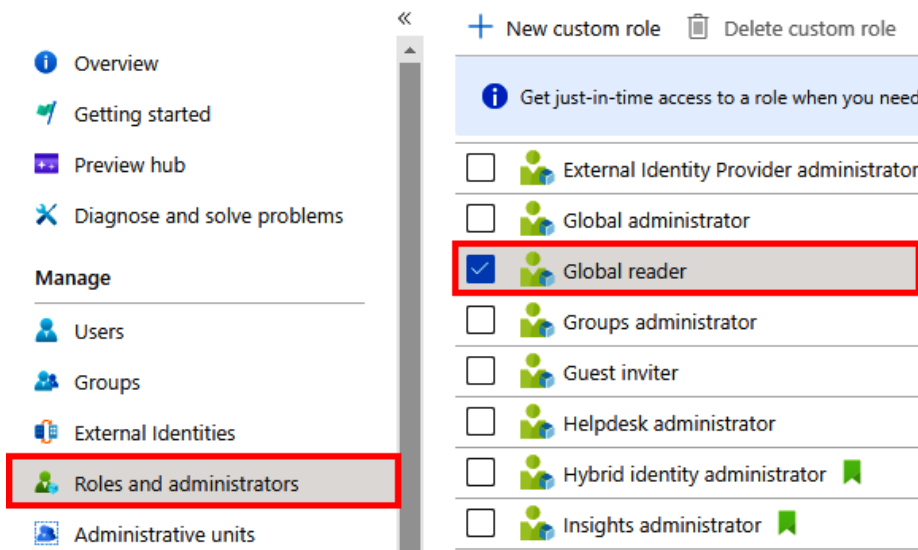 Overview
Getting started
Preview hub
Diagnose and solve problems
Manage
Users
Groups
External Identities
Roles and administrators
Administrative units
New custom role
Delete custom role
Get just-in-time access to a role when you need
External Identity Provider administrator
Global administrator
Global reader
Groups administrator
Guest inviter
Helpdesk administrator
Hybrid identity administrator
Insights administrator